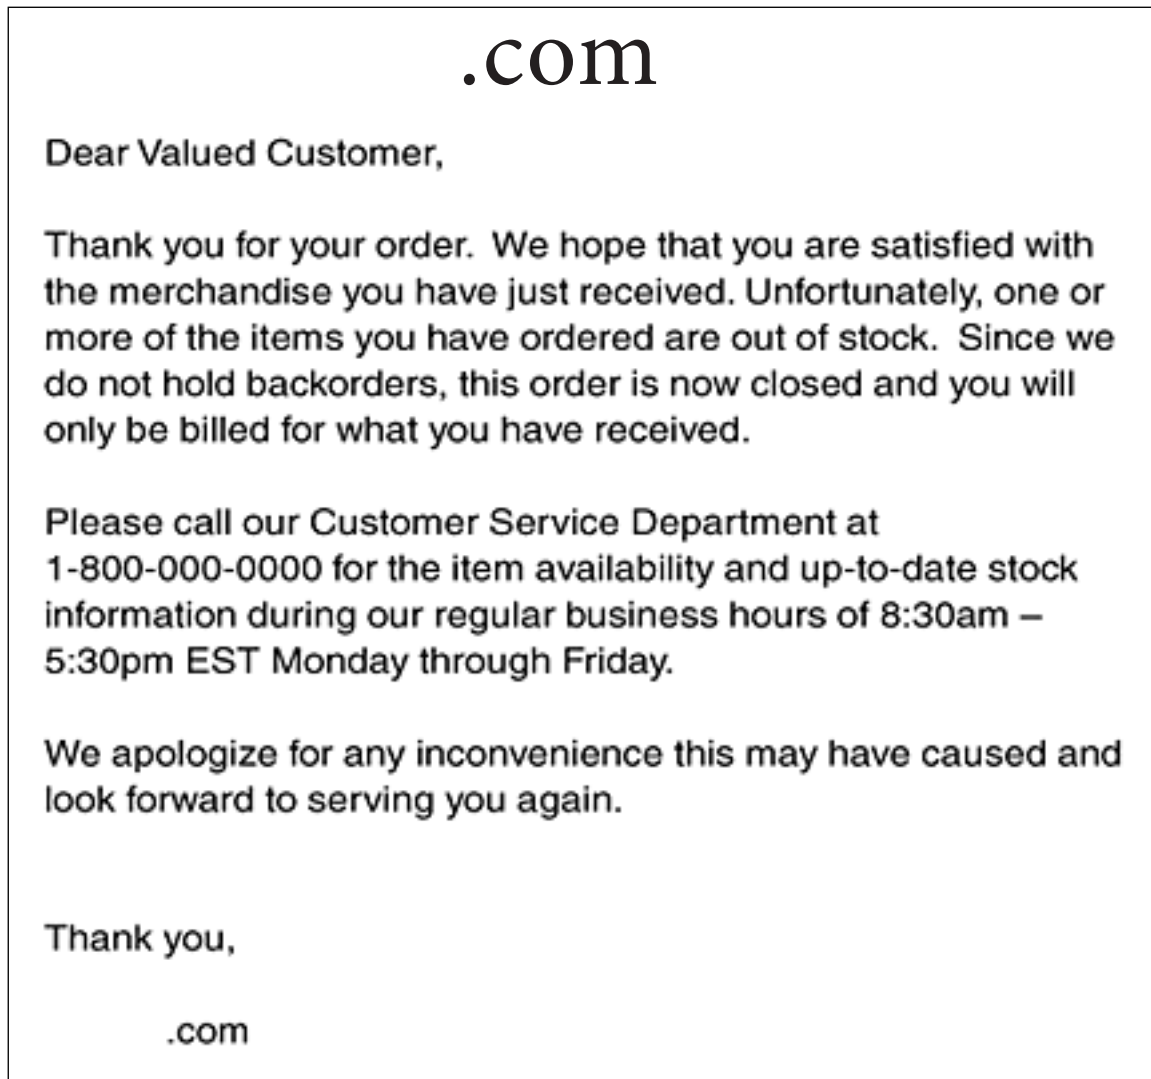 .com
Dear Valued Customer,
Thank you for your order.  We hope that you are satisfied with
the merchandise you have just received. Unfortunately, one or
more of the items you have ordered are out of stock.  Since we
do not hold backorders, this order is now closed and you will
only be billed for what you have received.
Please call our Customer Service Department at
1-800-000-0000 for the item availability and up-to-date stock
information during our regular business hours of 8:30am –
5:30pm EST Monday through Friday.
We apologize for any inconvenience this may have caused and
look forward to serving you again.
Thank you,
.com